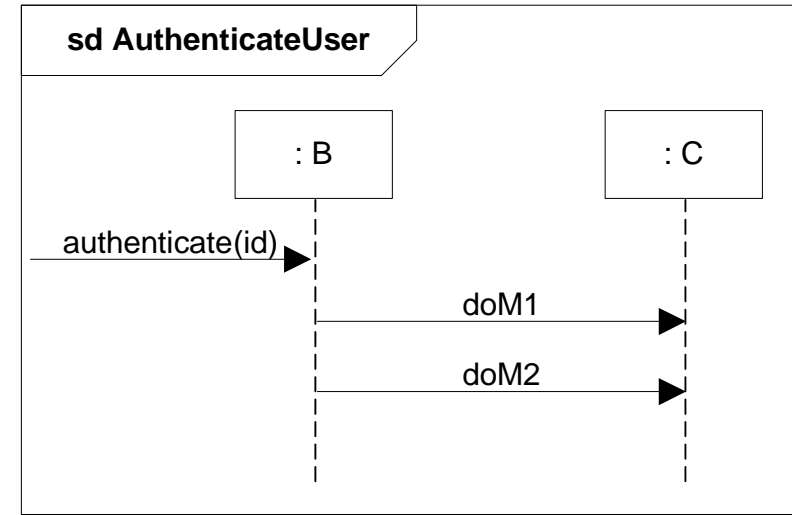 sd AuthenticateUser
: B
: C
authenticate(id)
doM1
doM2